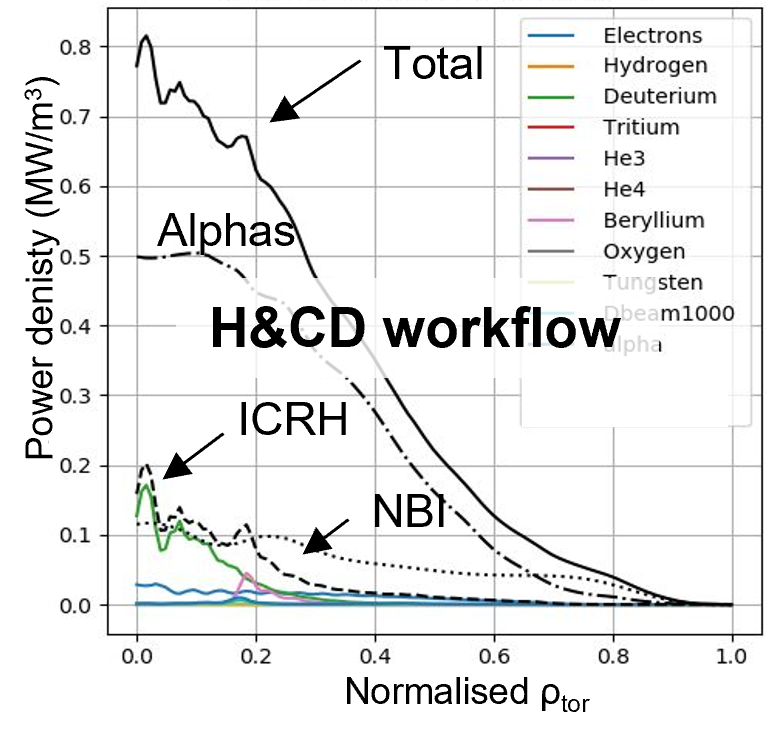 Power denisty (MW/m³)
0.8
0.7
0.6
0.5
0.4
0.3
0.2
0.1
0.0
Total
Alphas
H&CD workflow
ICRH
NBI
Electrons
Hydrogen
Deuterium
Tritium
He3
He4
Beryllium
Oxygen
Tungsten
Dbeam1000
alpha
0.0 0.2 0.4 0.6 0.8 1.0
Normalised ρtor